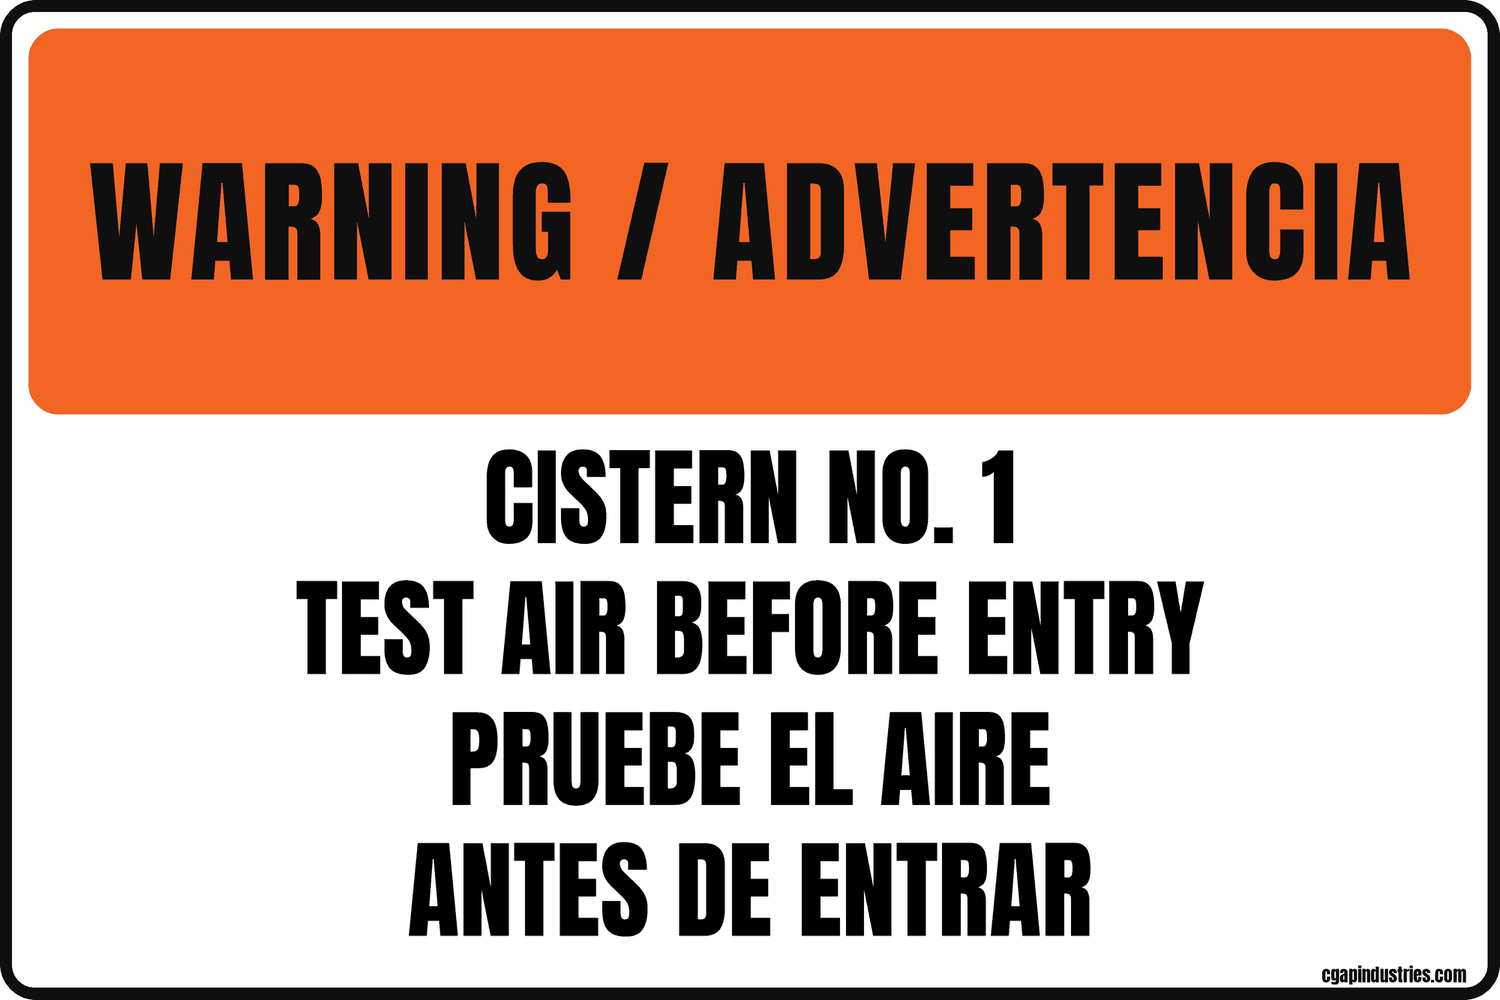 WARNING / ADVERTENCIA
CISTERN NO. 1
TEST AIR BEFORE ENTRY
PRUEBE EL AIRE
ANTES DE ENTRAR
cgapindustries.com